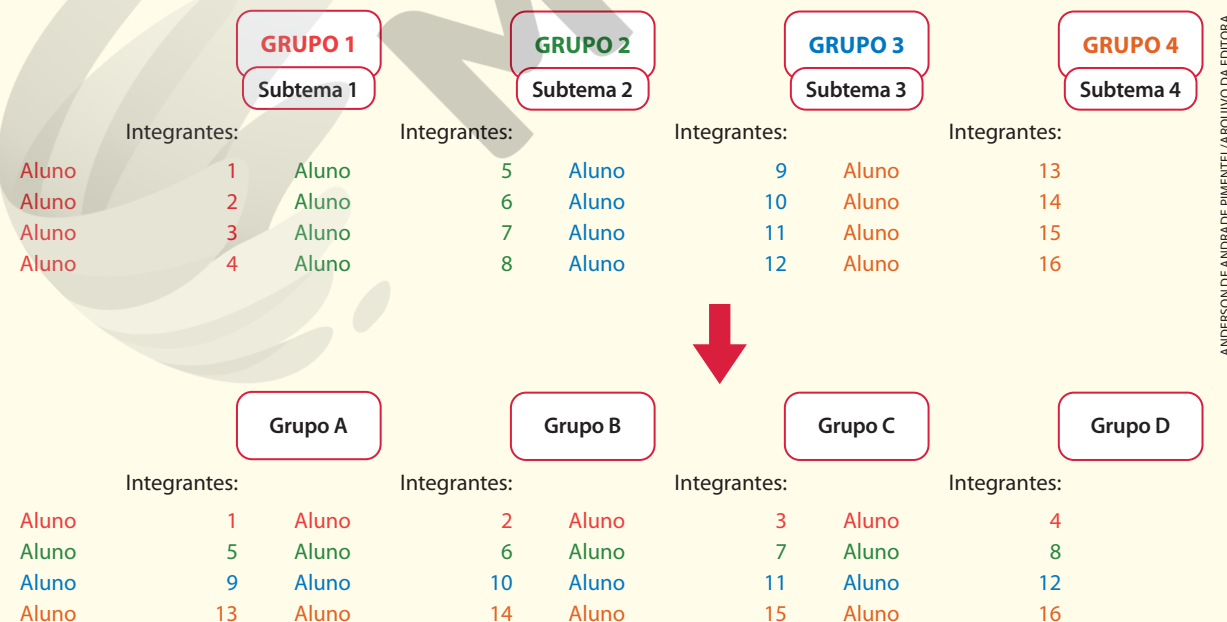 GRUPO 1 GRUPO 2 GRUPO 3 GRUPO 4
Subtema 1 Subtema 2 Subtema 3 Subtema 4
Integrantes: Integrantes: Integrantes: Integrantes:
Aluno 1 Aluno 5 Aluno 9 Aluno 13
Aluno 2 Aluno 6 Aluno 10 Aluno 14
Aluno 3 Aluno 7 Aluno 11 Aluno 15
Aluno 4 Aluno 8 Aluno 12 Aluno 16
Grupo A Grupo B Grupo C Grupo D
Integrantes: Integrantes: Integrantes: Integrantes:
Aluno 1 Aluno 2 Aluno 3 Aluno 4
Aluno 5 Aluno 6 Aluno 7 Aluno 8
Aluno 9 Aluno 10 Aluno 11 Aluno 12
Aluno 13 Aluno 14 Aluno 15 Aluno 16
ANDERSON DE ANDRADE PIMENTEL/ARQUIVO DA EDITORA